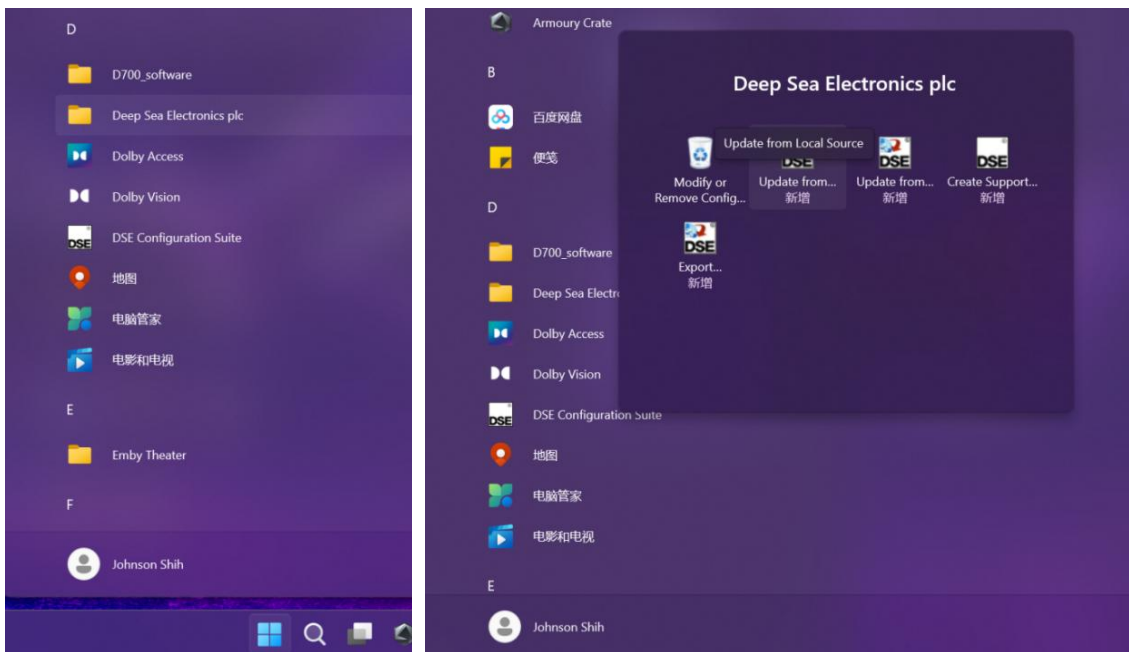 D
D700_software
Deep Sea Electronics plc
Dolby Access
Dolby Vision
DSE
DSE Configuration Suite
地图
电脑管家
电影和电视
E
Emby Theater
F
Johnson Shih
Armoury Crate
B
百度网盘
便笺
D
D700_software
Deep Sea Electr
Dolby Access
Dolby Vision
DSE
DSE Configuration Suite
地图
电脑管家
电影和电视
E
Johnson Shih
Deep Sea Electronics plc
Update from Local Source
DSE
DSE
DSE
Modify or
Remove Config...
Update from...
新增
Update from...
新增
Create Support...
新增
DSE
Export...
新增